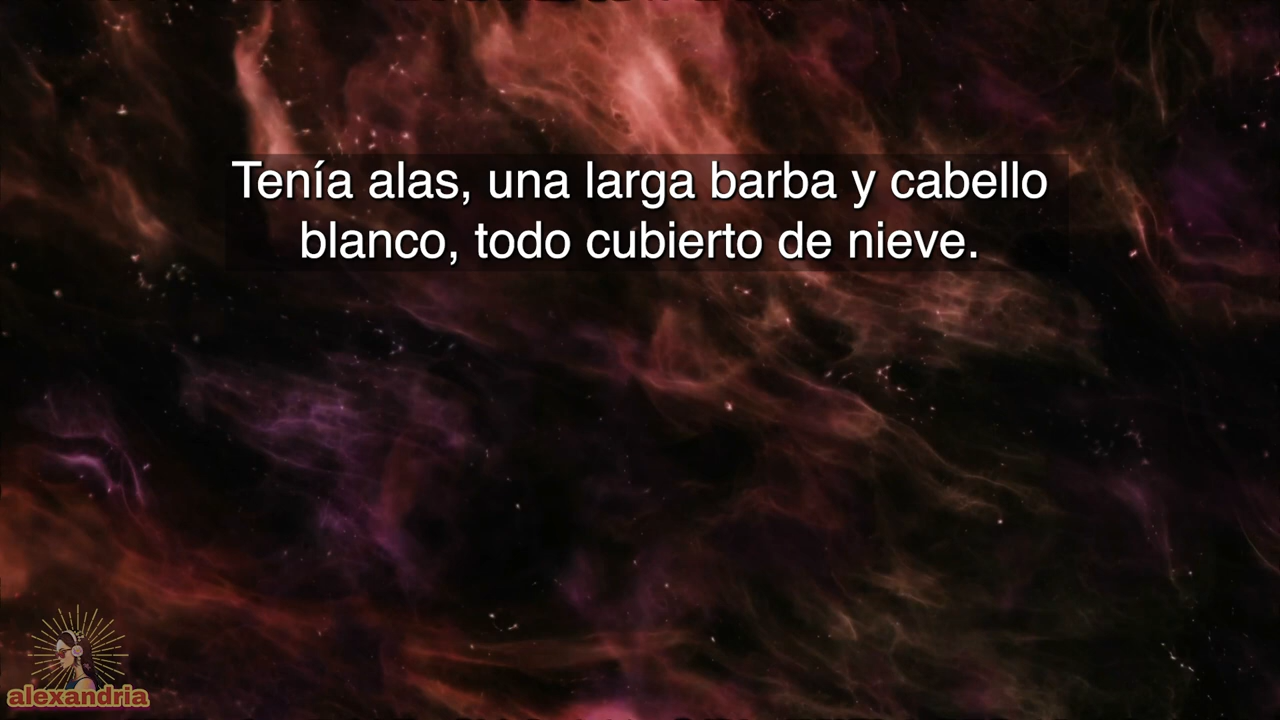 Tenía alas, una larga barba y cabello
blanco, todo cubierto de nieve.
alexandria